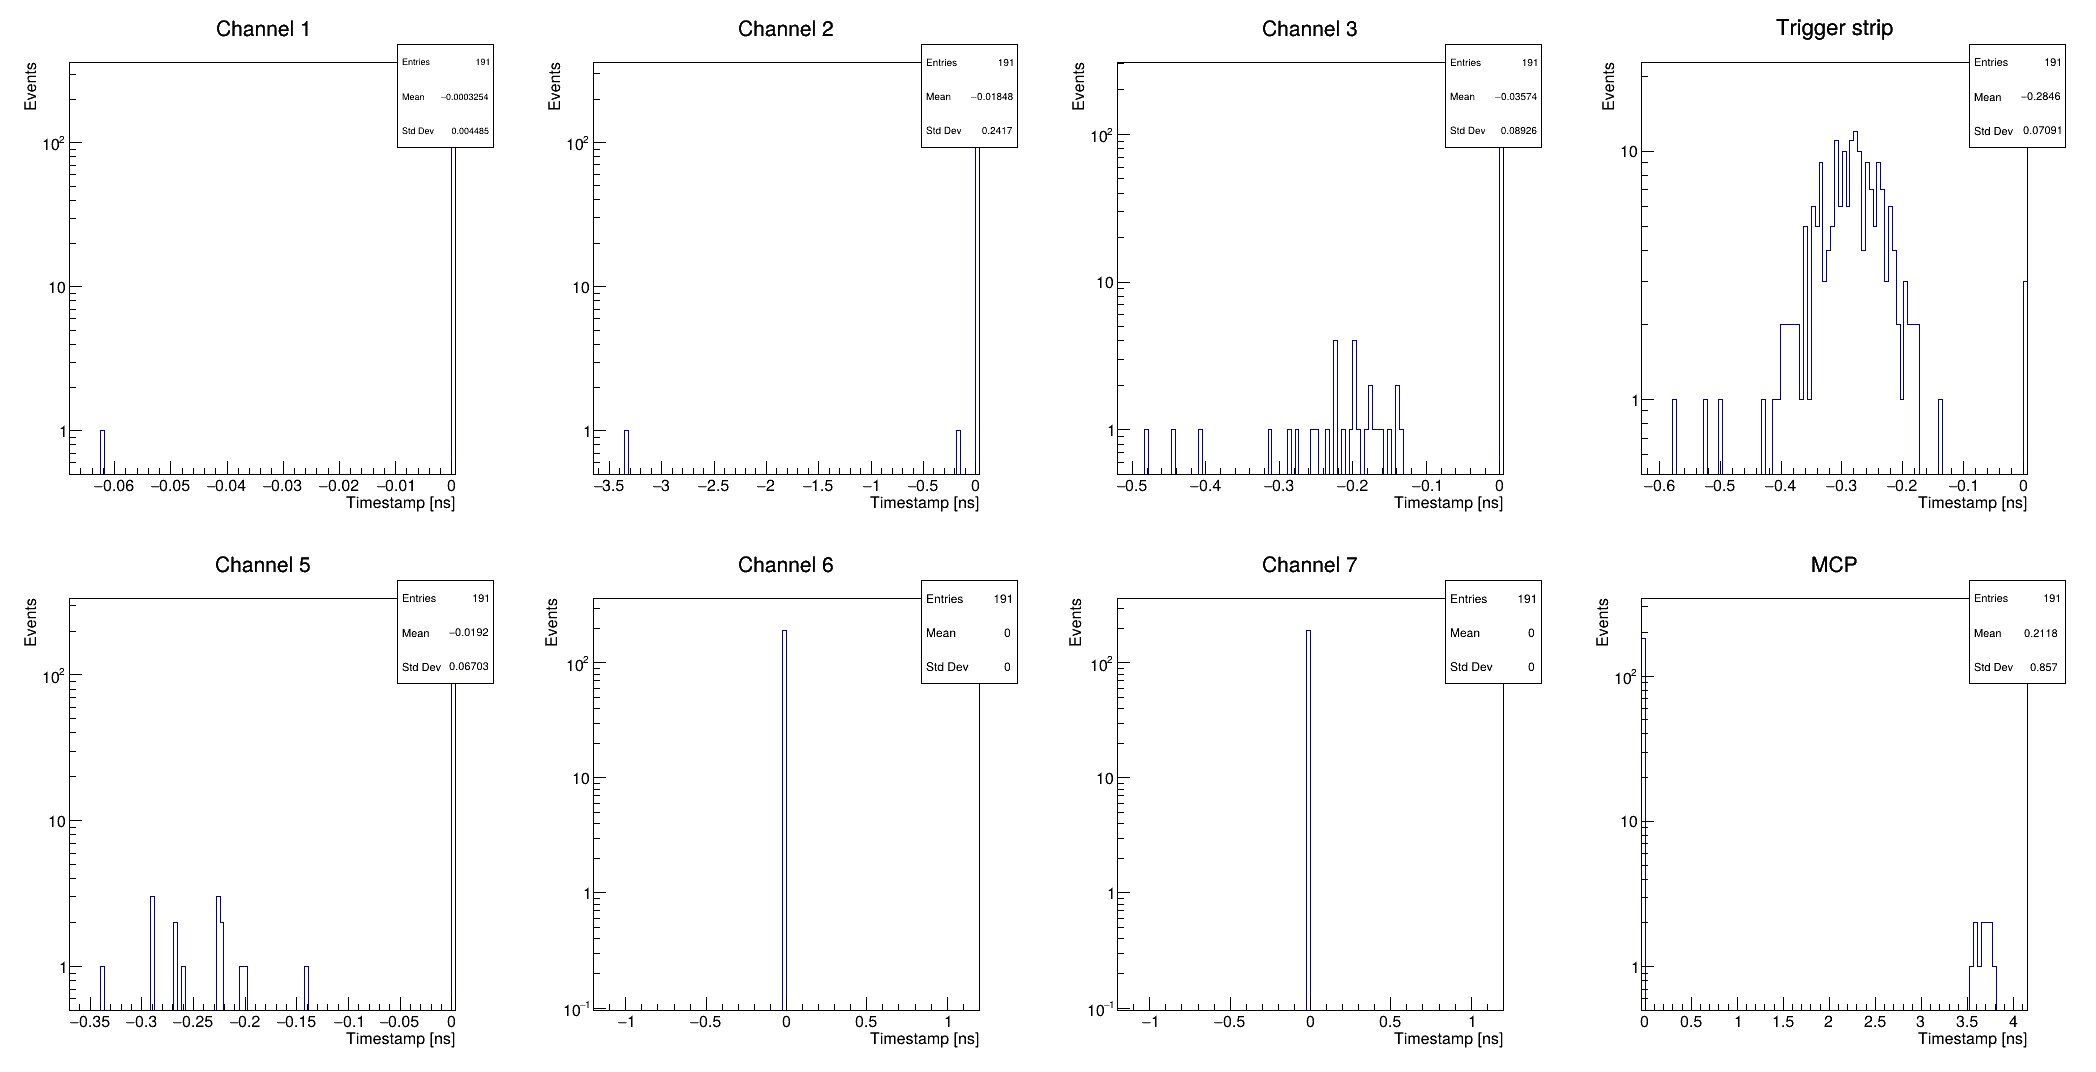 Channel 1
Events
Entries 191
Mean −0.0003254
Std Dev 0.004485
10²
10
1
−0.06 −0.05 −0.04 −0.03 −0.02 −0.01 0
Timestamp [ns]
Channel 2
Events
Entries 191
Mean −0.01848
Std Dev 0.2417
10²
10
1
−3.5 −3 −2.5 −2 −1.5 −1 −0.5 0
Timestamp [ns]
Channel 3
Events
Entries 191
Mean −0.03574
Std Dev 0.08926
10²
10
1
−0.5 −0.4 −0.3 −0.2 −0.1 0
Timestamp [ns]
Trigger strip
Events
Entries 191
Mean −0.2846
Std Dev 0.07091
10
1
−0.6 −0.5 −0.4 −0.3 −0.2 −0.1 0
Timestamp [ns]
Channel 5
Events
Entries 191
Mean −0.0192
Std Dev 0.06703
10²
10
1
−0.35 −0.3 −0.25 −0.2 −0.15 −0.1 −0.05 0
Timestamp [ns]
Channel 6
Events
Entries 191
Mean 0
Std Dev 0
10²
10
1
10⁻¹
−1 −0.5 0 0.5 1
Timestamp [ns]
Channel 7
Events
Entries 191
Mean 0
Std Dev 0
10²
10
1
10⁻¹
−1 −0.5 0 0.5 1
Timestamp [ns]
MCP
Events
Entries 191
Mean 0.2118
Std Dev 0.857
10²
10
1
0 0.5 1 1.5 2 2.5 3 3.5 4
Timestamp [ns]